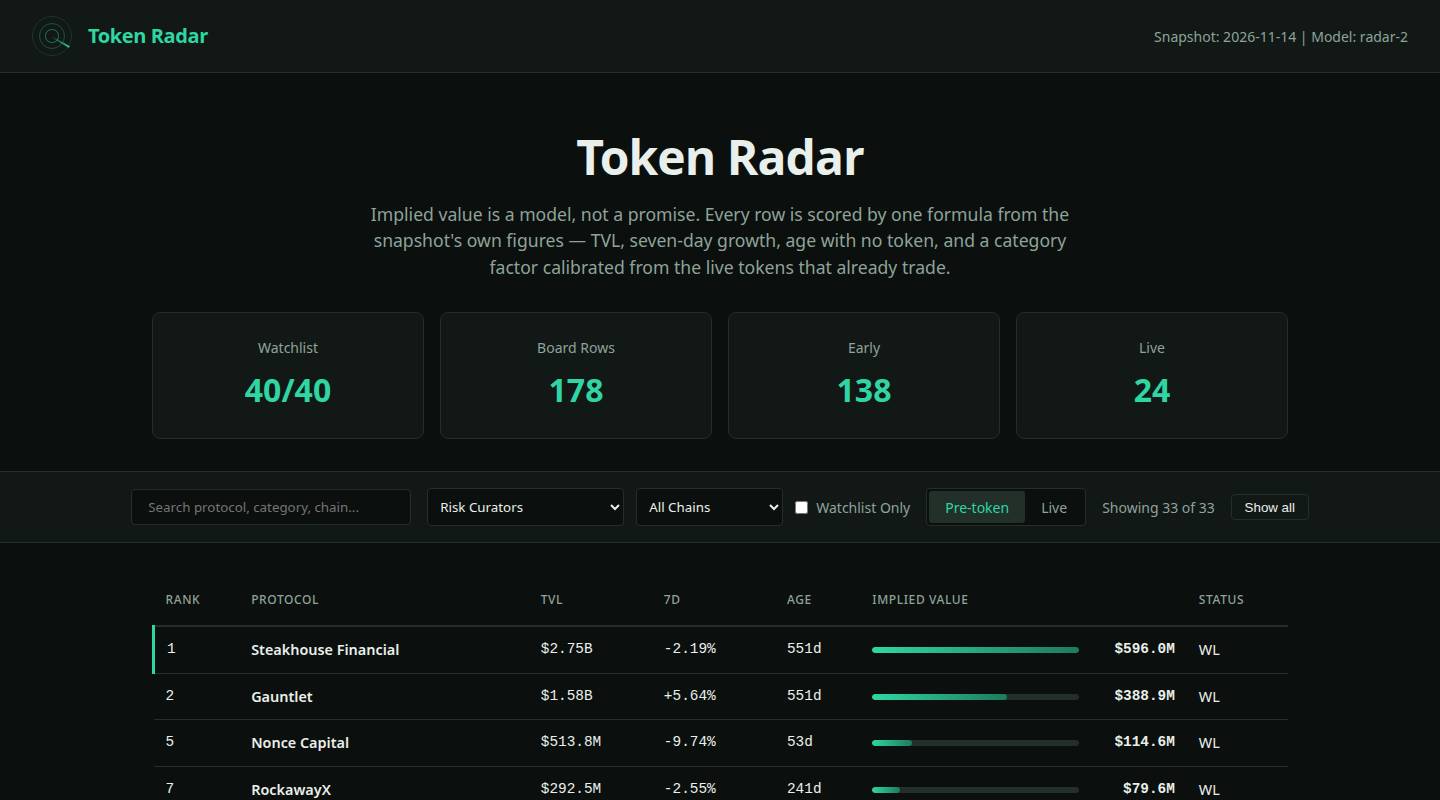 Token Radar
Snapshot: 2026-11-14 | Model: radar-2
Token Radar
Implied value is a model, not a promise. Every row is scored by one formula from the
snapshot's own figures — TVL, seven-day growth, age with no token, and a category
factor calibrated from the live tokens that already trade.
Watchlist
40/40
Board Rows
178
Early
138
Live
24
Search protocol, category, chain... Risk Curators All Chains Watchlist Only Pre-token Live Showing 33 of 33 Show all
RANK PROTOCOL TVL 7D AGE IMPLIED VALUE STATUS
1 Steakhouse Financial $2.75B -2.19% 551d $596.0M WL
2 Gauntlet $1.58B +5.64% 551d $388.9M WL
5 Nonce Capital $513.8M -9.74% 53d $114.6M WL
7 RockawayX $292.5M -2.55% 241d $79.6M WL